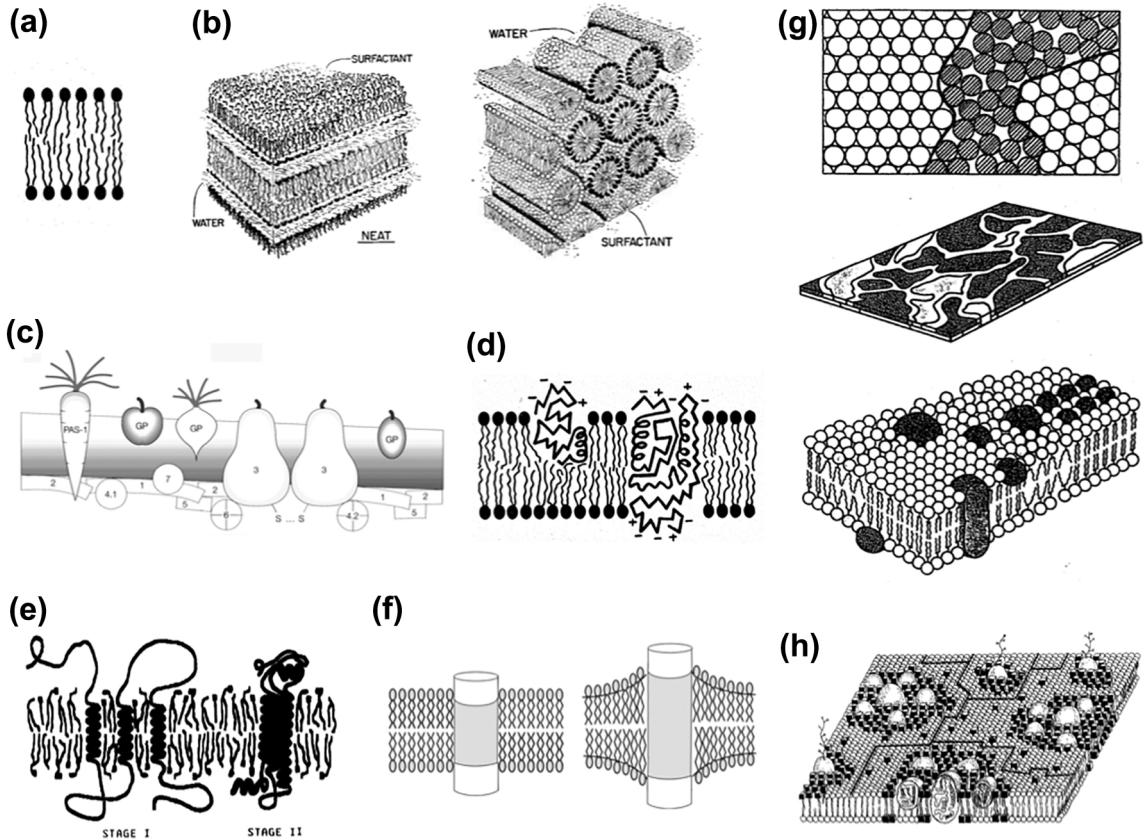 (a)
(b)
SURFACTANT
WATER
NEAT
WATER
SURFACTANT
(c)
PAS-1
GP
GP
GP
3
3
2
4.1
1
7
2
5
6
S ... S
4.2
1
2
5
(d)
− − − +
+ − + −
+ − − + −
(e)
STAGE I
STAGE II
(f)
(g)
(h)